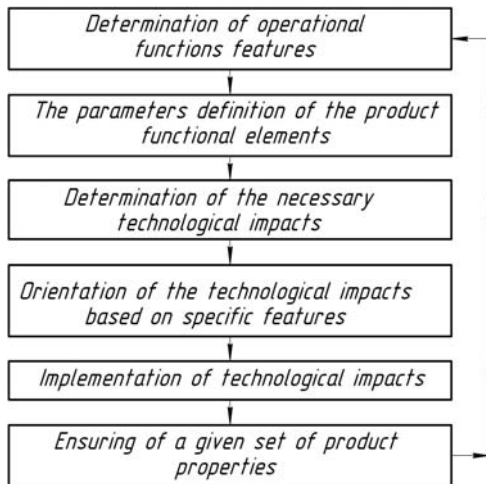 Determination of operational
functions features
The parameters definition of the product
functional elements
Determination of the necessary
technological impacts
Orientation of the technological impacts
based on specific features
Implementation of technological impacts
Ensuring of a given set of product
properties